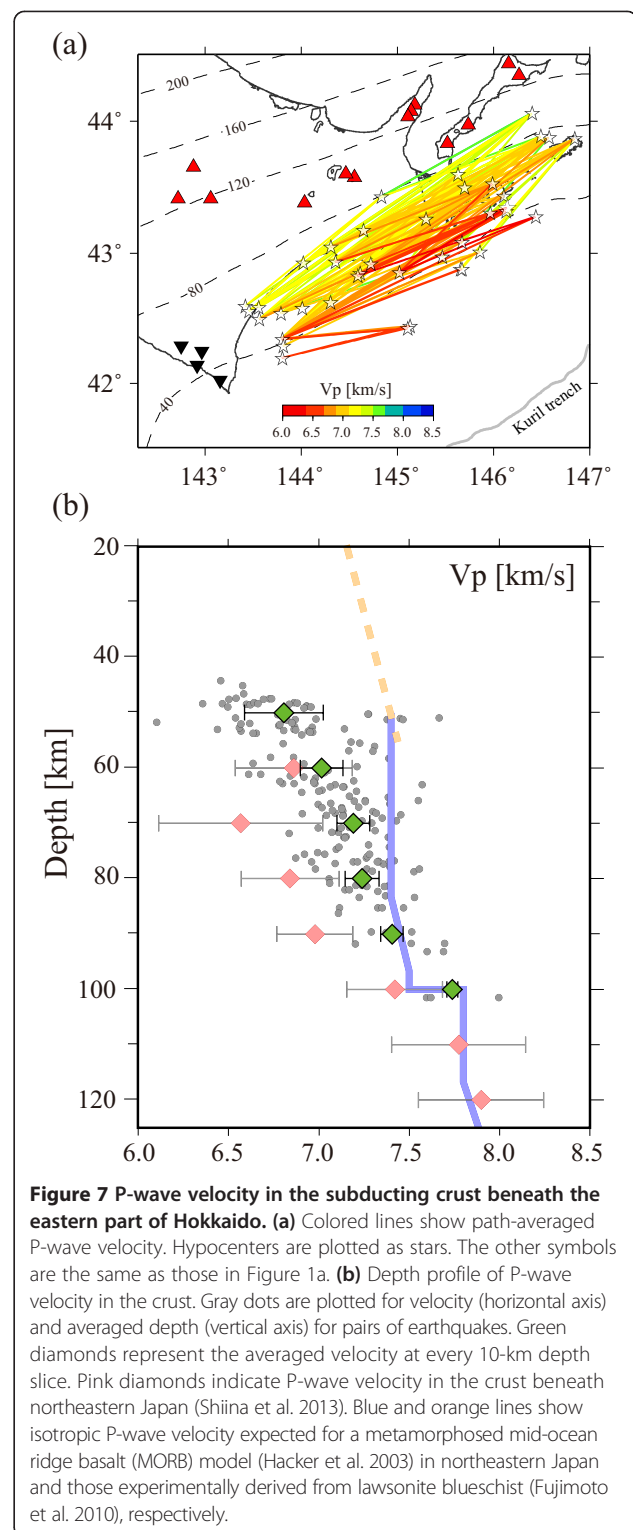 (a)
200
160
120
80
40
44˚
43˚
42˚
Vp [km/s]
6.0 6.5 7.0 7.5 8.0 8.5
Kuril trench
143˚ 144˚ 145˚ 146˚ 147˚
(b)
Vp [km/s]
20
40
60
80
100
120
Depth [km]
6.0 6.5 7.0 7.5 8.0 8.5
Figure 7 P-wave velocity in the subducting crust beneath the
eastern part of Hokkaido. (a) Colored lines show path-averaged
P-wave velocity. Hypocenters are plotted as stars. The other symbols
are the same as those in Figure 1a. (b) Depth profile of P-wave
velocity in the crust. Gray dots are plotted for velocity (horizontal axis)
and averaged depth (vertical axis) for pairs of earthquakes. Green
diamonds represent the averaged velocity at every 10-km depth
slice. Pink diamonds indicate P-wave velocity in the crust beneath
northeastern Japan (Shiina et al. 2013). Blue and orange lines show
isotropic P-wave velocity expected for a metamorphosed mid-ocean
ridge basalt (MORB) model (Hacker et al. 2003) in northeastern Japan
and those experimentally derived from lawsonite blueschist (Fujimoto
et al. 2010), respectively.